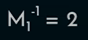 M₁⁻¹ = 2